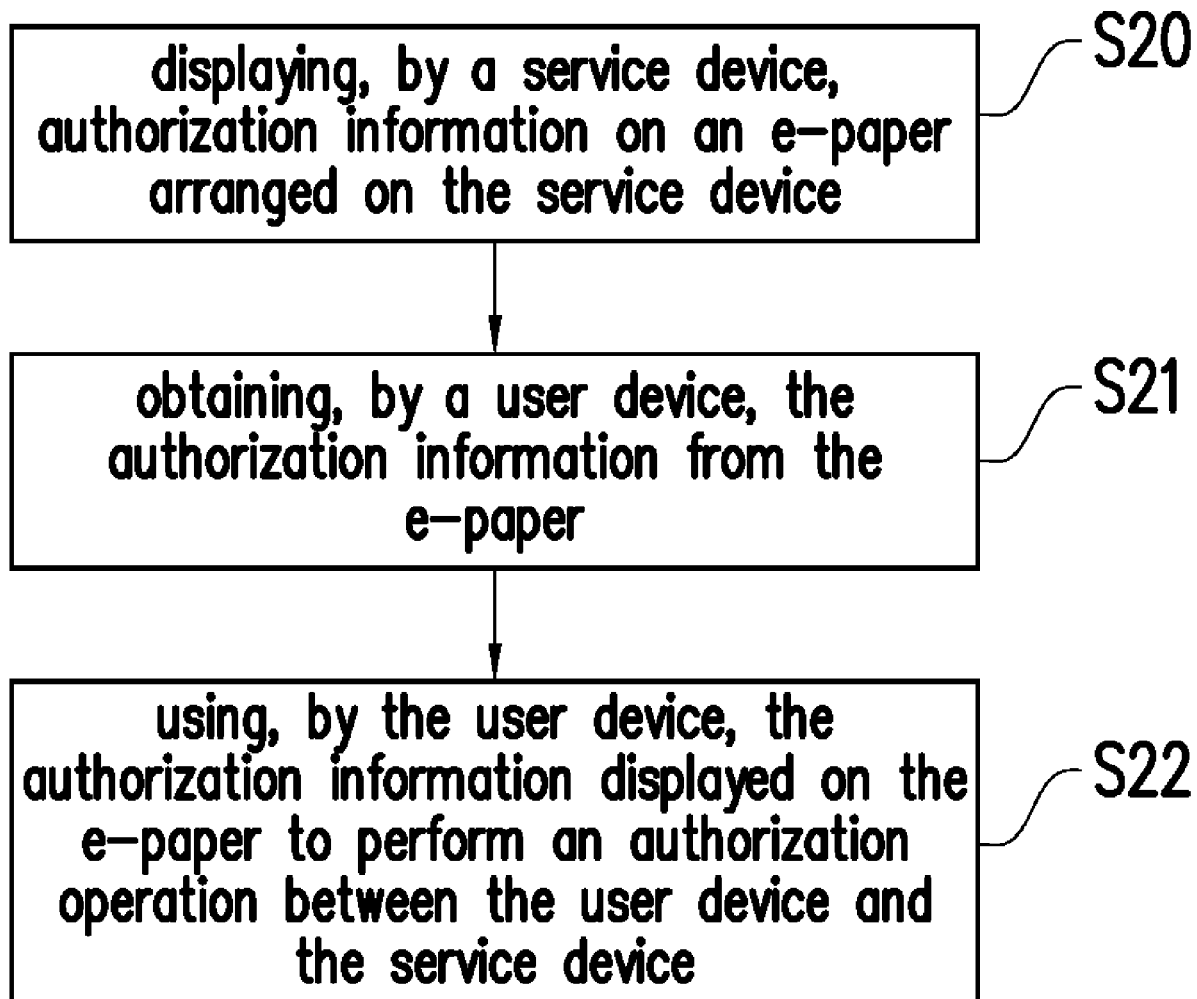 displaying, by a service device,
authorization information on an e-paper
arranged on the service device
S20
obtaining, by a user device, the
authorization information from the
e-paper
S21
using, by the user device, the
authorization information displayed on the
e-paper to perform an authorization
operation between the user device and
the service device
S22